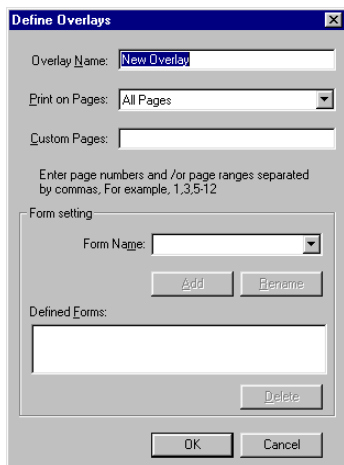 Define Overlays
Overlay Name: New Overlay
Print on Pages: All Pages
Custom Pages:
Enter page numbers and /or page ranges separated
by commas, For example, 1,3,5-12
Form setting
Form Name:
Add Rename
Defined Forms:
Delete
OK Cancel